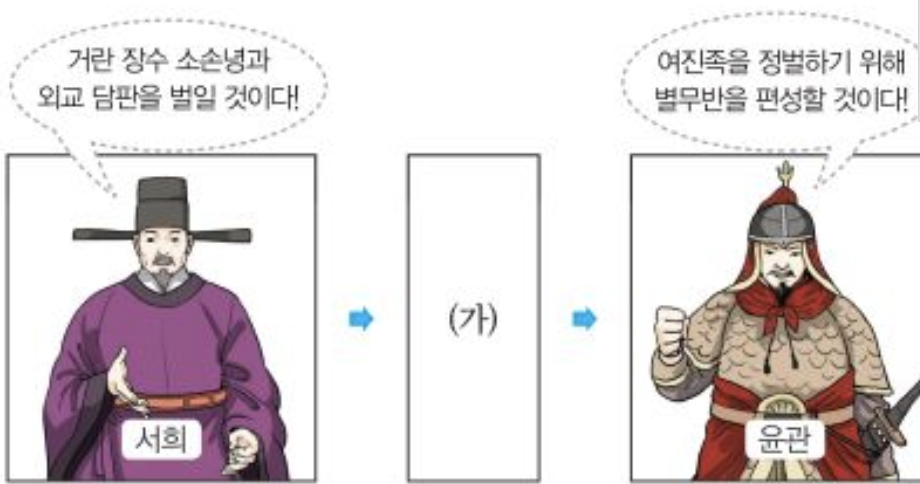 거란 장수 소손녕과
외교 담판을 벌일 것이다!
여진족을 정벌하기 위해
별무반을 편성할 것이다!
(가)
서희
윤관